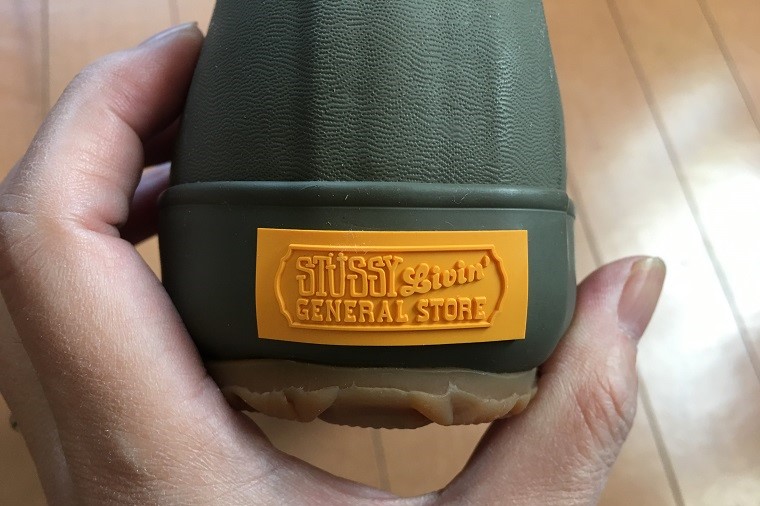 STÜSSY Livin'
GENERAL STORE